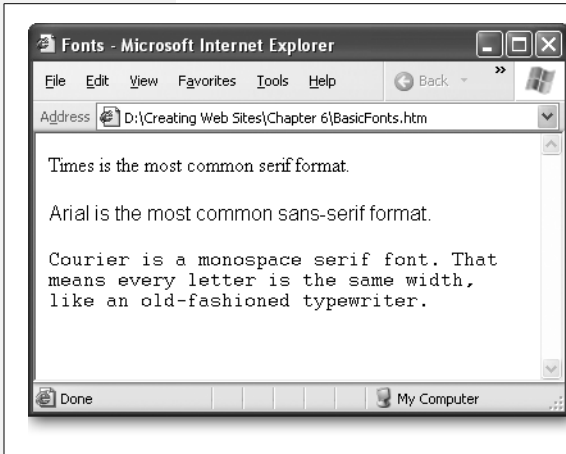 Fonts - Microsoft Internet Explorer
File Edit View Favorites Tools Help Back »
Address D:\Creating Web Sites\Chapter 6\BasicFonts.htm
Times is the most common serif format.
Arial is the most common sans-serif format.
Courier is a monospace serif font. That
means every letter is the same width,
like an old-fashioned typewriter.
Done My Computer